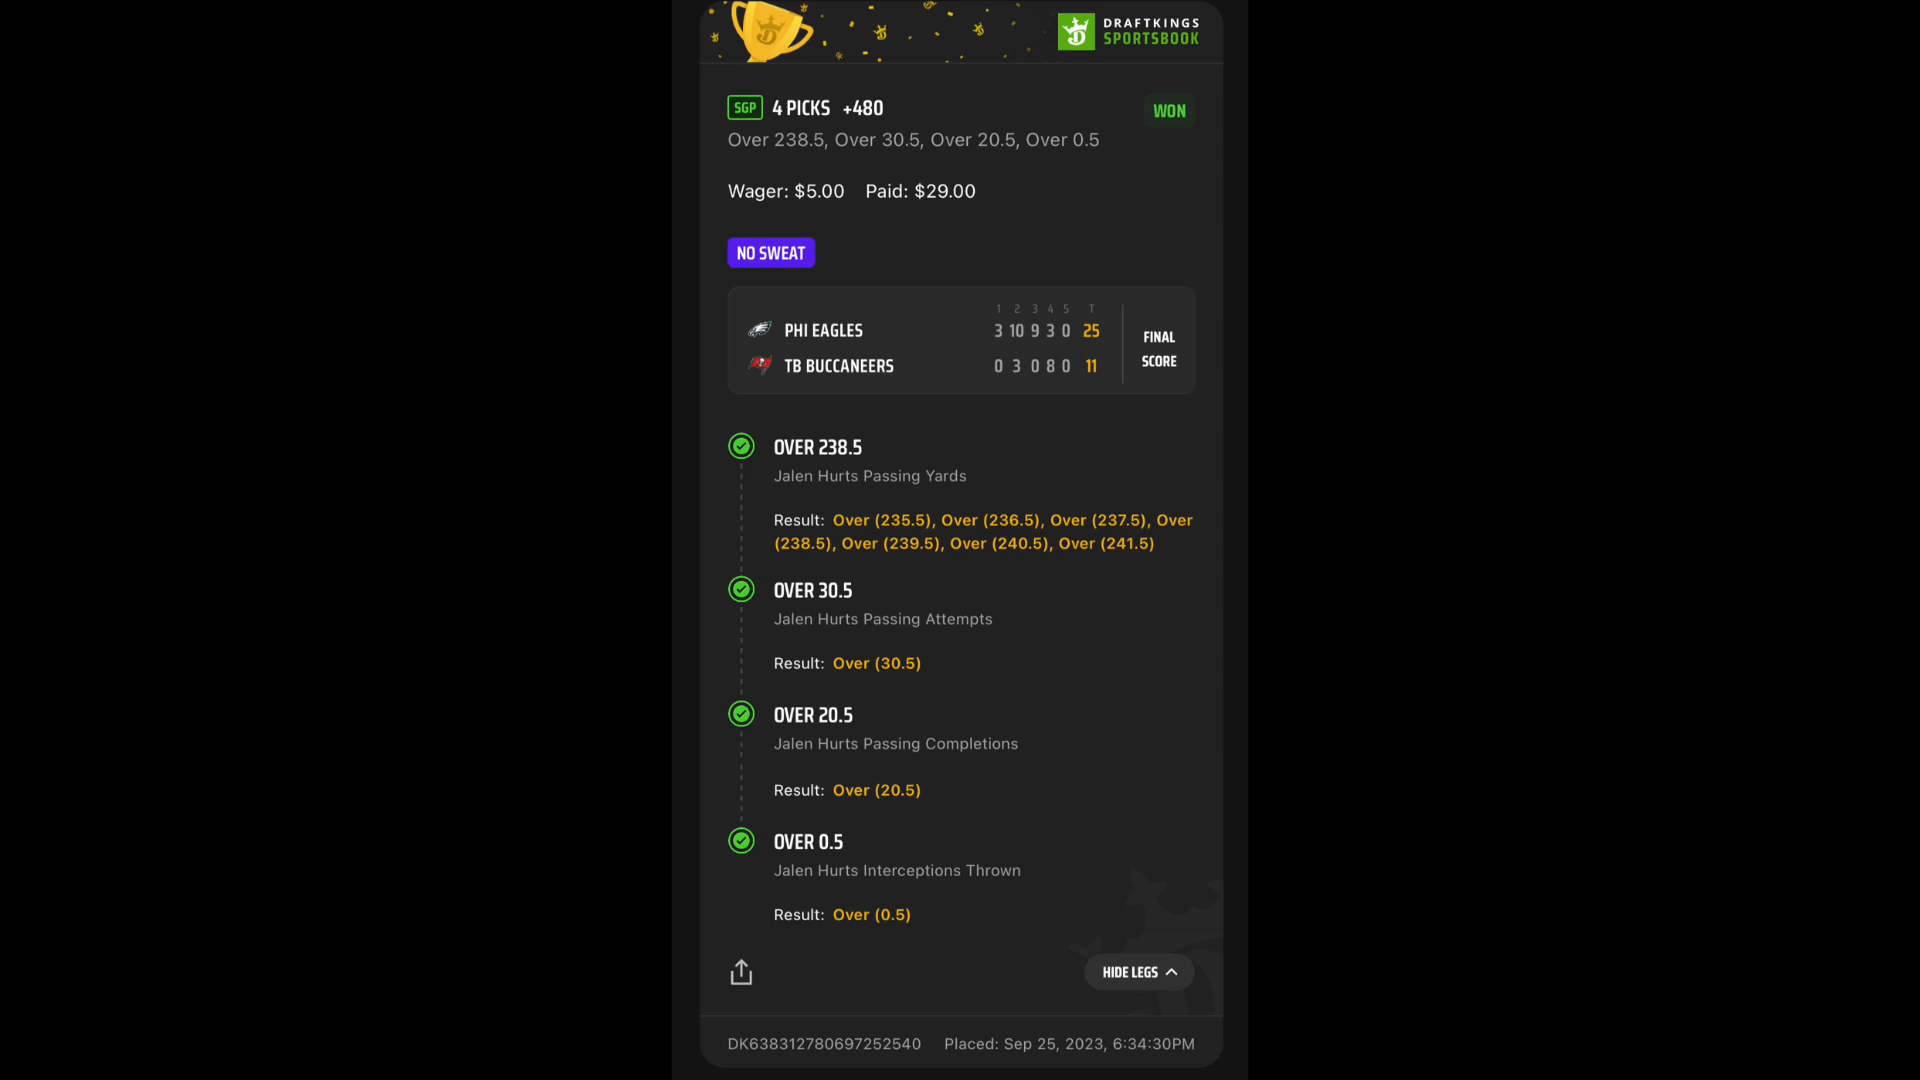 DRAFTKINGS
SPORTSBOOK
SGP 4 PICKS +480
WON
Over 238.5, Over 30.5, Over 20.5, Over 0.5
Wager: $5.00 Paid: $29.00
NO SWEAT
1 2 3 4 5 T
PHI EAGLES 3 10 9 3 0 25
TB BUCCANEERS 0 3 0 8 0 11
FINAL
SCORE
OVER 238.5
Jalen Hurts Passing Yards
Result: Over (235.5), Over (236.5), Over (237.5), Over
(238.5), Over (239.5), Over (240.5), Over (241.5)
OVER 30.5
Jalen Hurts Passing Attempts
Result: Over (30.5)
OVER 20.5
Jalen Hurts Passing Completions
Result: Over (20.5)
OVER 0.5
Jalen Hurts Interceptions Thrown
Result: Over (0.5)
HIDE LEGS
DK638312780697252540 Placed: Sep 25, 2023, 6:34:30PM